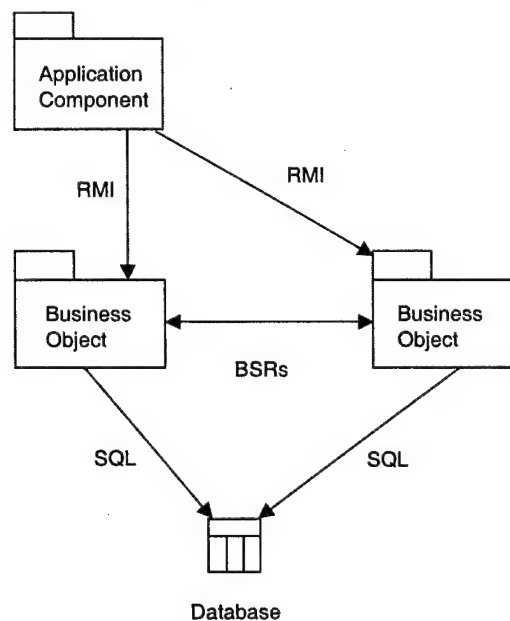 Application
Component
RMI
RMI
Business
Object
Business
Object
BSRs
SQL
SQL
Database